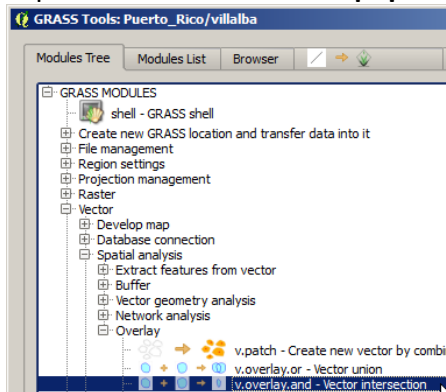 GRASS Tools: Puerto_Rico/villalba
Modules Tree Modules List Browser
GRASS MODULES
shell - GRASS shell
Create new GRASS location and transfer data into it
File management
Region settings
Projection management
Raster
Vector
Develop map
Database connection
Spatial analysis
Extract features from vector
Buffer
Vector geometry analysis
Network analysis
Overlay
v.patch - Create new vector by combi
v.overlay.or - Vector union
v.overlay.and - Vector intersection